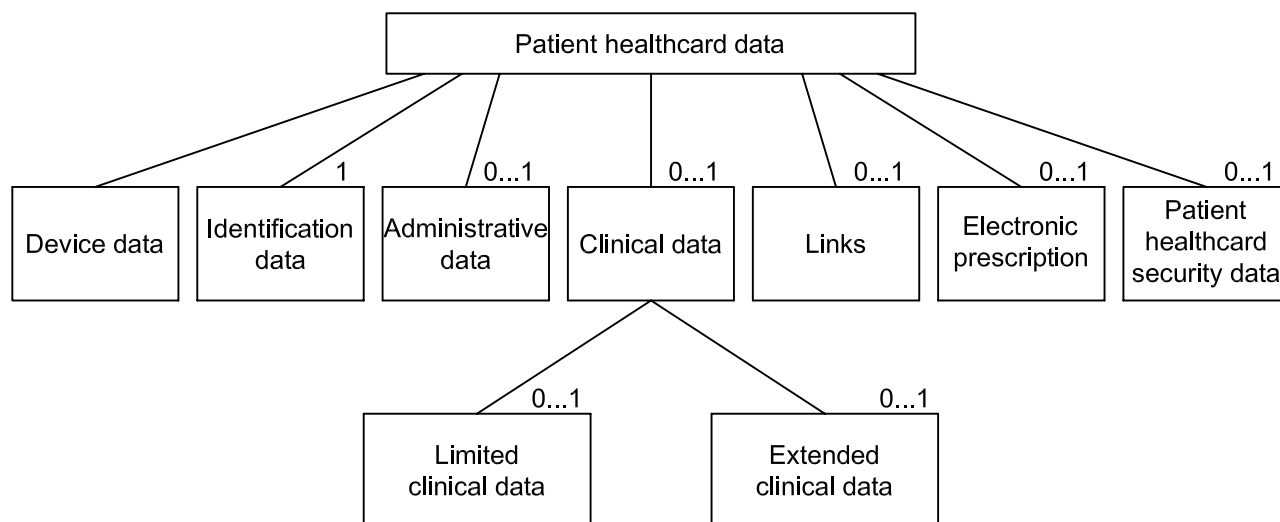 Patient healthcard data
1
0...1
0...1
0...1
0...1
0...1
Device data
Identification
data
Administrative
data
Clinical data
Links
Electronic
prescription
Patient
healthcard
security data
0...1
0...1
Limited
clinical data
Extended
clinical data